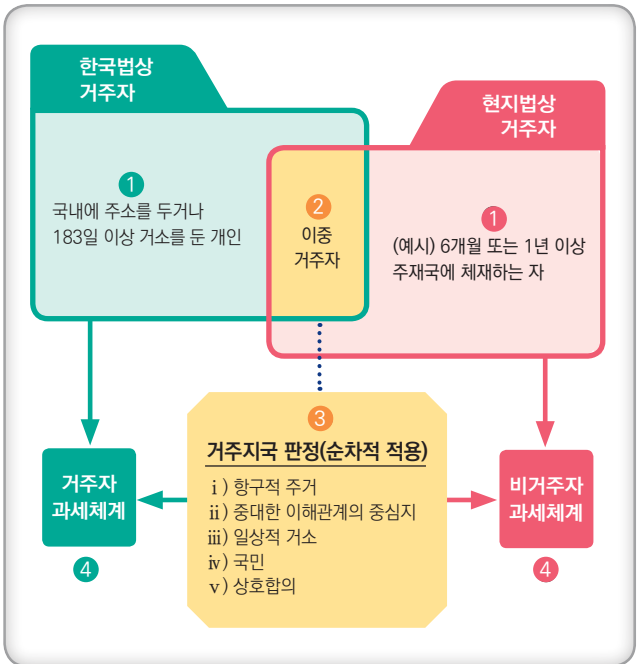 한국법상
거주자
현지법상
거주자
1
국내에 주소를 두거나
183일 이상 거소를 둔 개인
2
이중
거주자
1
(예시) 6개월 또는 1년 이상
주재국에 체재하는 자
3
거주지국 판정(순차적 적용)
ⅰ) 항구적 주거
ⅱ) 중대한 이해관계의 중심지
ⅲ) 일상적 거소
ⅳ) 국민
ⅴ) 상호합의
거주자
과세체계
4
비거주자
과세체계
4